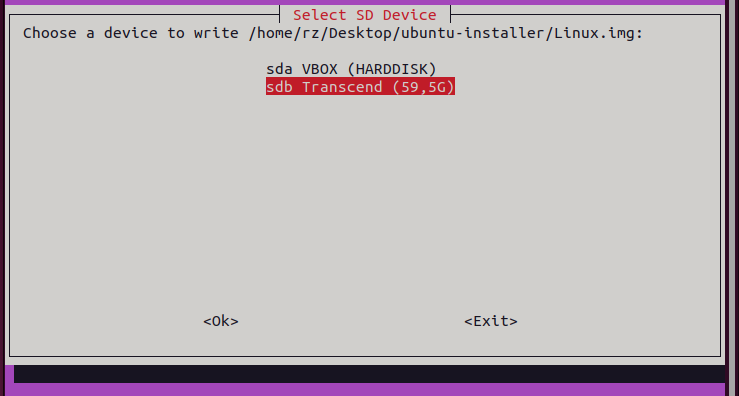 Select SD Device
Choose a device to write /home/rz/Desktop/ubuntu-installer/Linux.img:
sda VBOX (HARDDISK)
sdb Transcend (59,5G)
<Ok> <Exit>